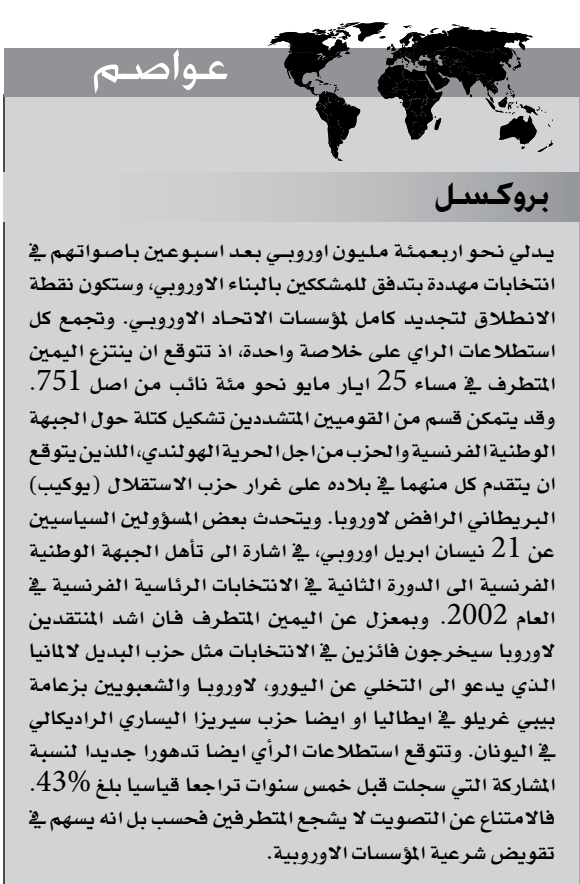 عواصم
بروكسل
يدلي نحو اربعمئة مليون اوروبي بعد اسبوعين باصواتهم في
انتخابات مهددة بتدفق للمشككين بالبناء الاوروبي، وستكون نقطة
الانطلاق لتجديد كامل لمؤسسات الاتحاد الاوروبي. وتجمع كل
استطلاعات الراي على خلاصة واحدة، اذ تتوقع ان ينتزع اليمين
المتطرف في مساء 25 ايار مايو نحو مئة نائب من اصل 751.
وقد يتمكن قسم من القوميين المتشددين تشكيل كتلة حول الجبهة
الوطنية الفرنسية والحزب من اجل الحرية الهولندي، اللذين يتوقع
ان يتقدم كل منهما في بلاده على غرار حزب الاستقلال (يوكيب)
البريطاني الرافض لاوروبا. ويتحدث بعض المسؤولين السياسيين
عن 21 نيسان ابريل اوروبي، في اشارة الى تأهل الجبهة الوطنية
الفرنسية الى الدورة الثانية في الانتخابات الرئاسية الفرنسية في
العام 2002. وبمعزل عن اليمين المتطرف فان اشد المنتقدين
لاوروبا سيخرجون فائزين في الانتخابات مثل حزب البديل لالمانيا
الذي يدعو الى التخلي عن اليورو، لاوروبا والشعبويين بزعامة
بيبي غريلو في ايطاليا او ايضا حزب سيريزا اليساري الراديكالي
في اليونان. وتتوقع استطلاعات الرأي ايضا تدهورا جديدا لنسبة
المشاركة التي سجلت قبل خمس سنوات تراجعا قياسيا بلغ 43%.
فالامتناع عن التصويت لا يشجع المتطرفين فحسب بل انه يسهم في
تقويض شرعية المؤسسات الاوروبية.